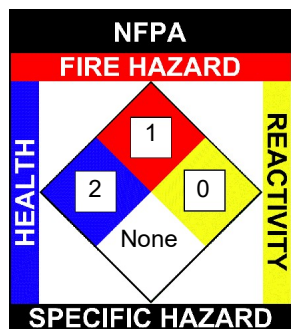 NFPA
FIRE HAZARD
HEALTH
1
2
0
None
REACTIVITY
SPECIFIC HAZARD